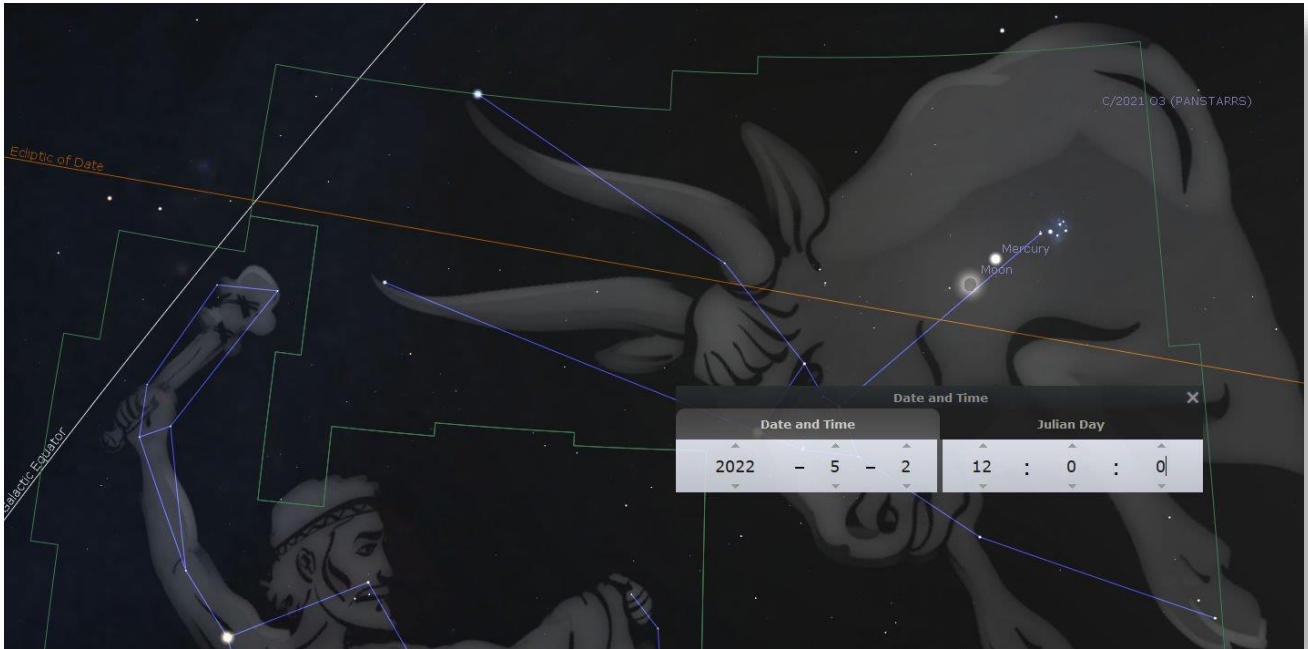 C/2021 O3 (PANSTARRS)
Ecliptic of Date
Mercury
Moon
Galactic Equator
Date and Time ×
Date and Time Julian Day
2022 – 5 – 2 12 : 0 : 0